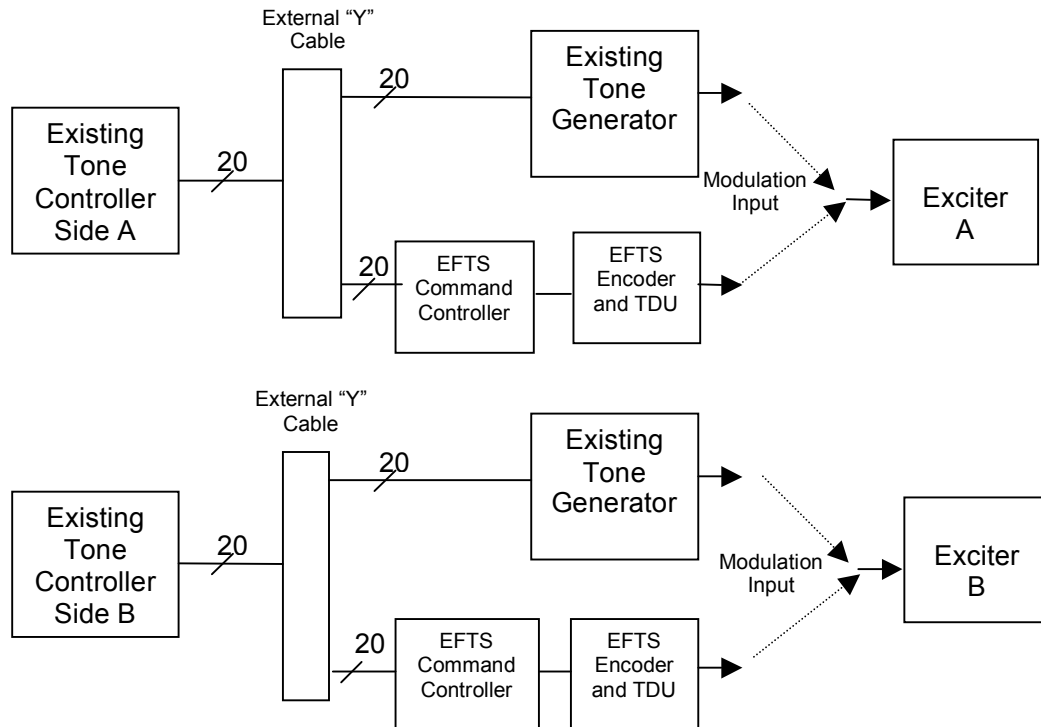 External “Y”
Cable
20
Existing
Tone
Generator
Existing
Tone
Controller
Side A
20
Modulation
Input
Exciter
A
20
EFTS
Command
Controller
EFTS
Encoder
and TDU
External “Y”
Cable
20
Existing
Tone
Generator
Existing
Tone
Controller
Side B
20
Modulation
Input
Exciter
B
20
EFTS
Command
Controller
EFTS
Encoder
and TDU